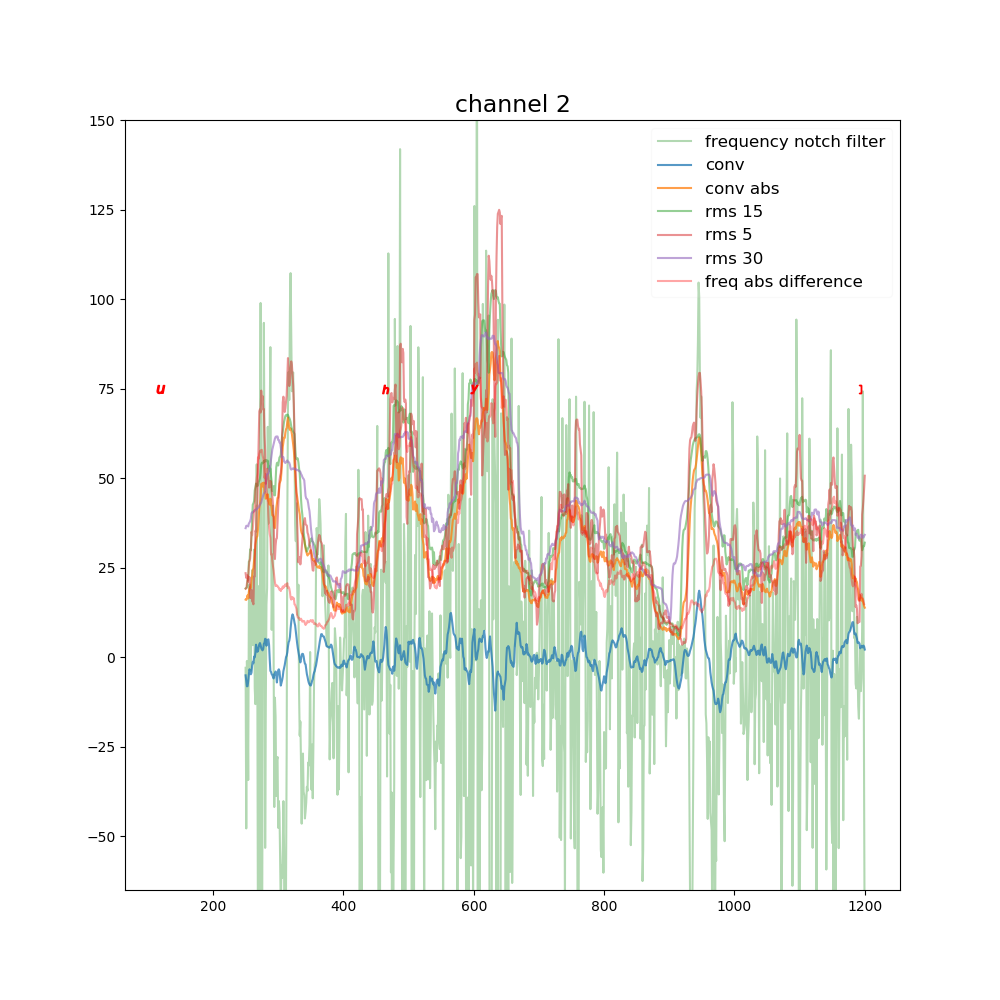 channel 2
150
125
100
75
50
25
0
−25
−50
frequency notch filter
conv
conv abs
rms 15
rms 5
rms 30
freq abs difference
u
h
y
200
400
600
800
1000
1200